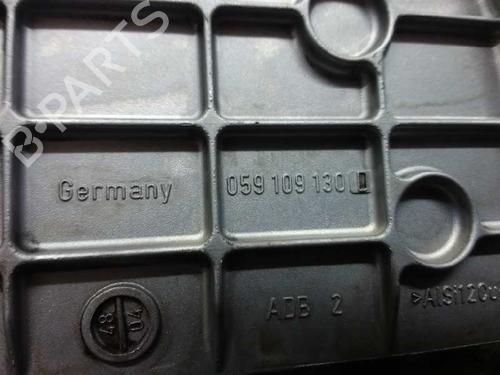 B-PARTS
Germany
059 109 130
48
04
ADB 2
>AlSi12Cu